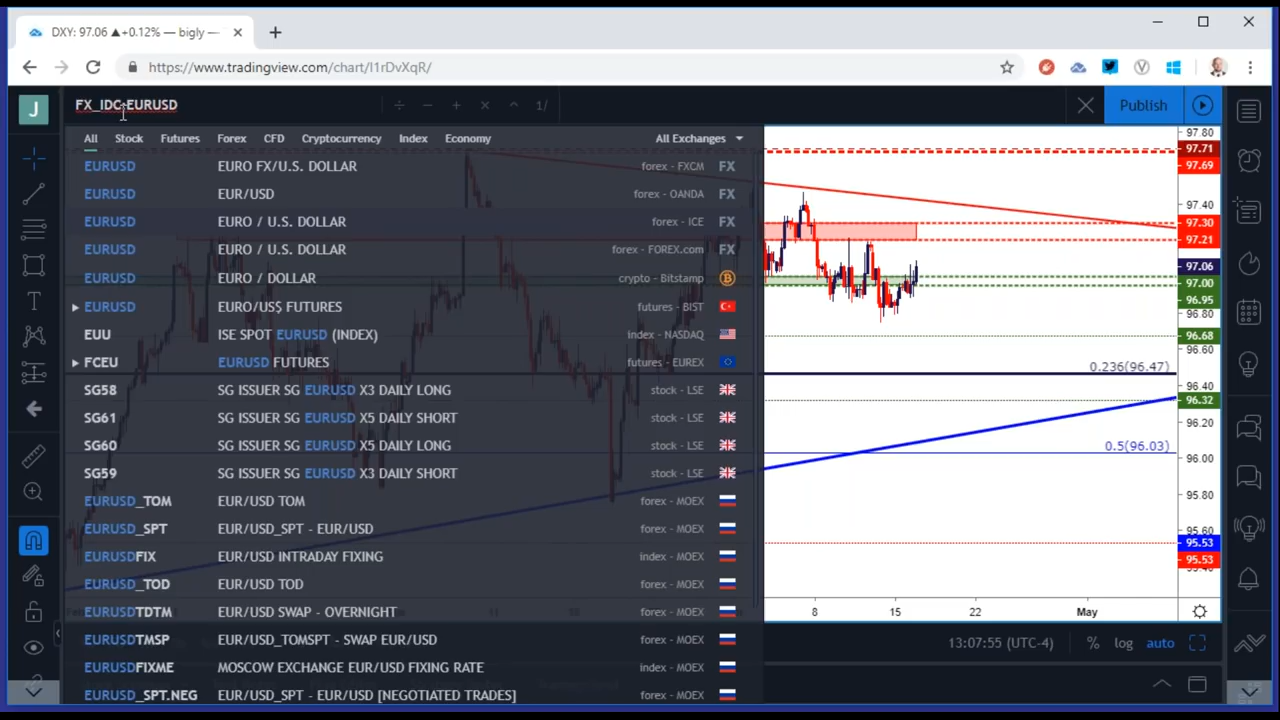 DXY: 97.06 ▲+0.12% — bigly —
https://www.tradingview.com/chart/I1rDvXqR/
J
FX_IDC:EURUSD
1/
Publish
All Stock Futures Forex CFD Cryptocurrency Index Economy All Exchanges
EURUSD EURO FX/U.S. DOLLAR forex - FXCM FX
EURUSD EUR/USD forex - OANDA FX
EURUSD EURO / U.S. DOLLAR forex - ICE FX
EURUSD EURO / U.S. DOLLAR forex - FOREX.com FX
EURUSD EURO / DOLLAR crypto - Bitstamp
EURUSD EURO/US$ FUTURES futures - BIST
EUU ISE SPOT EURUSD (INDEX) index - NASDAQ
FCEU EURUSD FUTURES futures - EUREX
SG58 SG ISSUER SG EURUSD X3 DAILY LONG stock - LSE
SG61 SG ISSUER SG EURUSD X5 DAILY SHORT stock - LSE
SG60 SG ISSUER SG EURUSD X5 DAILY LONG stock - LSE
SG59 SG ISSUER SG EURUSD X3 DAILY SHORT stock - LSE
EURUSD_TOM EUR/USD TOM forex - MOEX
EURUSD_SPT EUR/USD_SPT - EUR/USD forex - MOEX
EURUSDFIX EUR/USD INTRADAY FIXING index - MOEX
EURUSD_TOD EUR/USD TOD forex - MOEX
EURUSDTDTM EUR/USD SWAP - OVERNIGHT forex - MOEX
EURUSDTMSP EUR/USD_TOMSPT - SWAP EUR/USD forex - MOEX
EURUSDFIXME MOSCOW EXCHANGE EUR/USD FIXING RATE index - MOEX
EURUSD_SPT.NEG EUR/USD_SPT - EUR/USD [NEGOTIATED TRADES] forex - MOEX
97.80
97.71
97.69
97.40
97.30
97.21
97.06
97.00
96.95
96.80
96.68
96.60
0.236(96.47)
96.40
96.32
96.20
0.5(96.03)
96.00
95.80
95.60
95.53
95.53
8 15 22 May
13:07:55 (UTC-4) % log auto